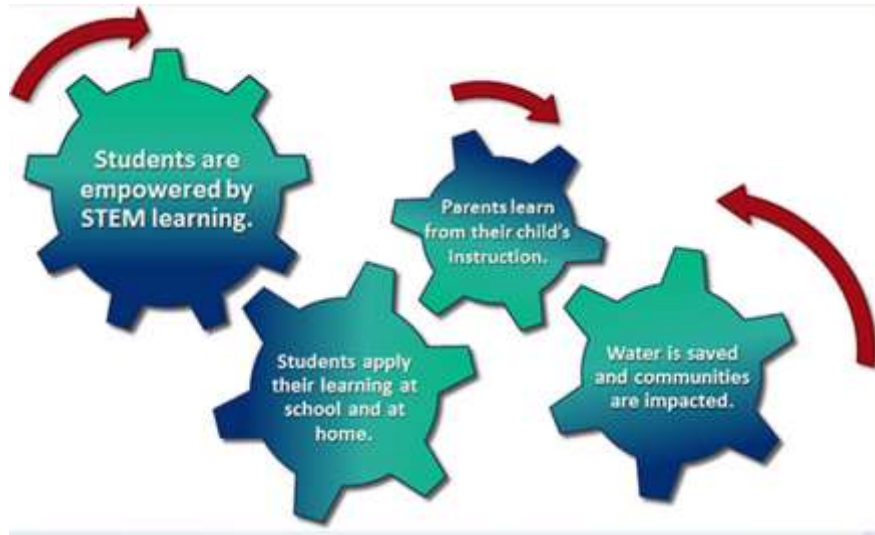 Students are
empowered by
STEM learning.
Parents learn
from their child's
instruction.
Students apply
their learning at
school and at
home.
Water is saved
and communities
are impacted.